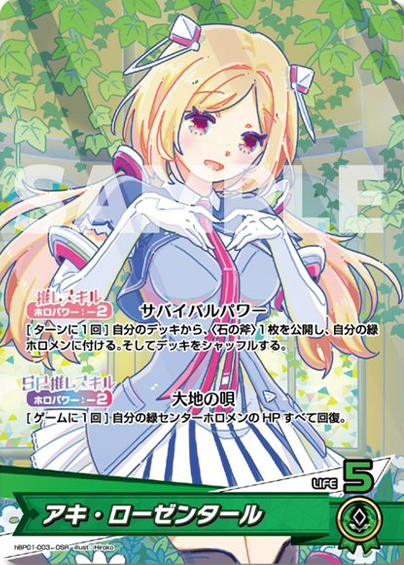 SAMPLE
推しスキル
ホロパワー:-2
サバイバルパワー
[ターンに1回]自分のデッキから、〈石の斧〉1枚を公開し、自分の緑
ホロメンに付ける。そしてデッキをシャッフルする。
SP推しスキル
ホロパワー:-2
大地の唄
[ゲームに1回]自分の緑センターホロメンのHPすべて回復。
LIFE 5
アキ・ローゼンタール
hBP01-003 OSR illust:Hiroko